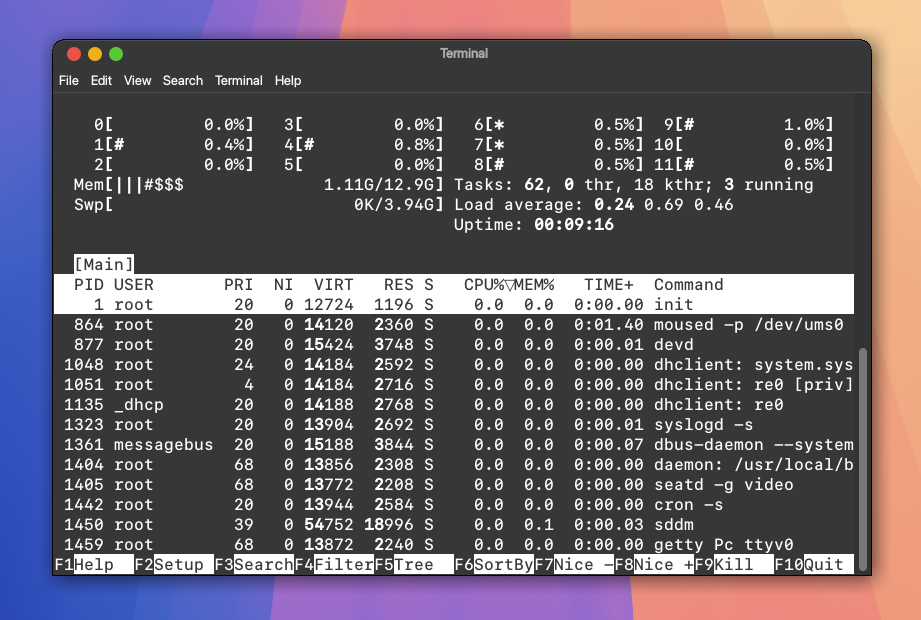 Terminal
File Edit View Search Terminal Help
0[ 0.0%] 3[ 0.0%] 6[* 0.5%] 9[# 1.0%]
1[# 0.4%] 4[# 0.8%] 7[* 0.5%] 10[ 0.0%]
2[ 0.0%] 5[ 0.0%] 8[# 0.5%] 11[# 0.5%]
Mem[|||#$$$ 1.11G/12.9G] Tasks: 62, 0 thr, 18 kthr; 3 running
Swp[ 0K/3.94G] Load average: 0.24 0.69 0.46
Uptime: 00:09:16
[Main]
PID USER PRI NI VIRT RES S CPU%▽MEM% TIME+ Command
1 root 20 0 12724 1196 S 0.0 0.0 0:00.00 init
864 root 20 0 14120 2360 S 0.0 0.0 0:01.40 moused -p /dev/ums0
877 root 20 0 15424 3748 S 0.0 0.0 0:00.01 devd
1048 root 24 0 14184 2592 S 0.0 0.0 0:00.00 dhclient: system.sys
1051 root 4 0 14184 2716 S 0.0 0.0 0:00.00 dhclient: re0 [priv]
1135 _dhcp 20 0 14188 2768 S 0.0 0.0 0:00.00 dhclient: re0
1323 root 20 0 13904 2692 S 0.0 0.0 0:00.01 syslogd -s
1361 messagebus 20 0 15188 3844 S 0.0 0.0 0:00.07 dbus-daemon --system
1404 root 68 0 13856 2308 S 0.0 0.0 0:00.00 daemon: /usr/local/b
1405 root 68 0 13772 2208 S 0.0 0.0 0:00.00 seatd -g video
1442 root 20 0 13944 2584 S 0.0 0.0 0:00.00 cron -s
1450 root 39 0 54752 18996 S 0.0 0.1 0:00.03 sddm
1459 root 68 0 13872 2240 S 0.0 0.0 0:00.00 getty Pc ttyv0
F1Help F2Setup F3SearchF4FilterF5Tree F6SortByF7Nice -F8Nice +F9Kill F10Quit